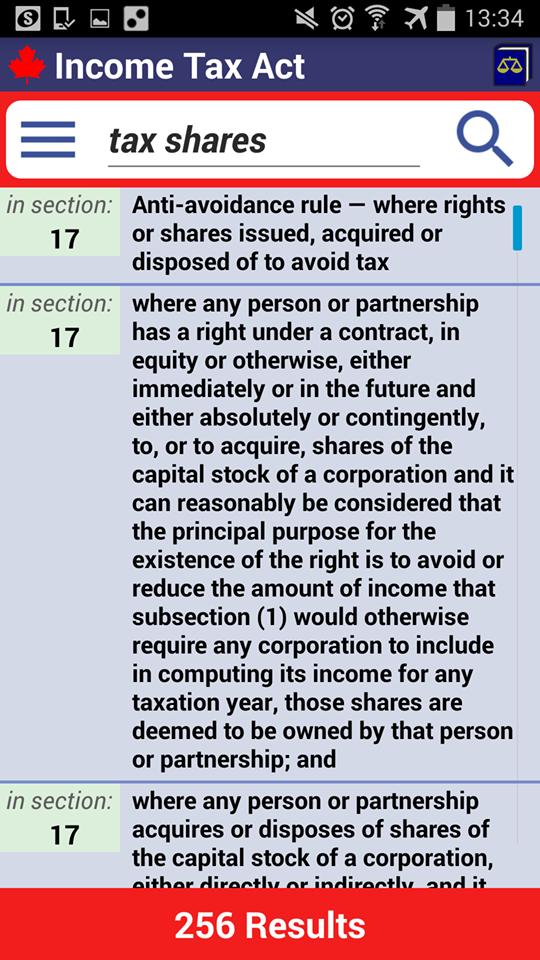 13:34
Income Tax Act
tax shares
in section:
17
Anti-avoidance rule — where rights
or shares issued, acquired or
disposed of to avoid tax
in section:
17
where any person or partnership
has a right under a contract, in
equity or otherwise, either
immediately or in the future and
either absolutely or contingently,
to, or to acquire, shares of the
capital stock of a corporation and it
can reasonably be considered that
the principal purpose for the
existence of the right is to avoid or
reduce the amount of income that
subsection (1) would otherwise
require any corporation to include
in computing its income for any
taxation year, those shares are
deemed to be owned by that person
or partnership; and
in section:
17
where any person or partnership
acquires or disposes of shares of
the capital stock of a corporation,
either directly or indirectly, and it
256 Results